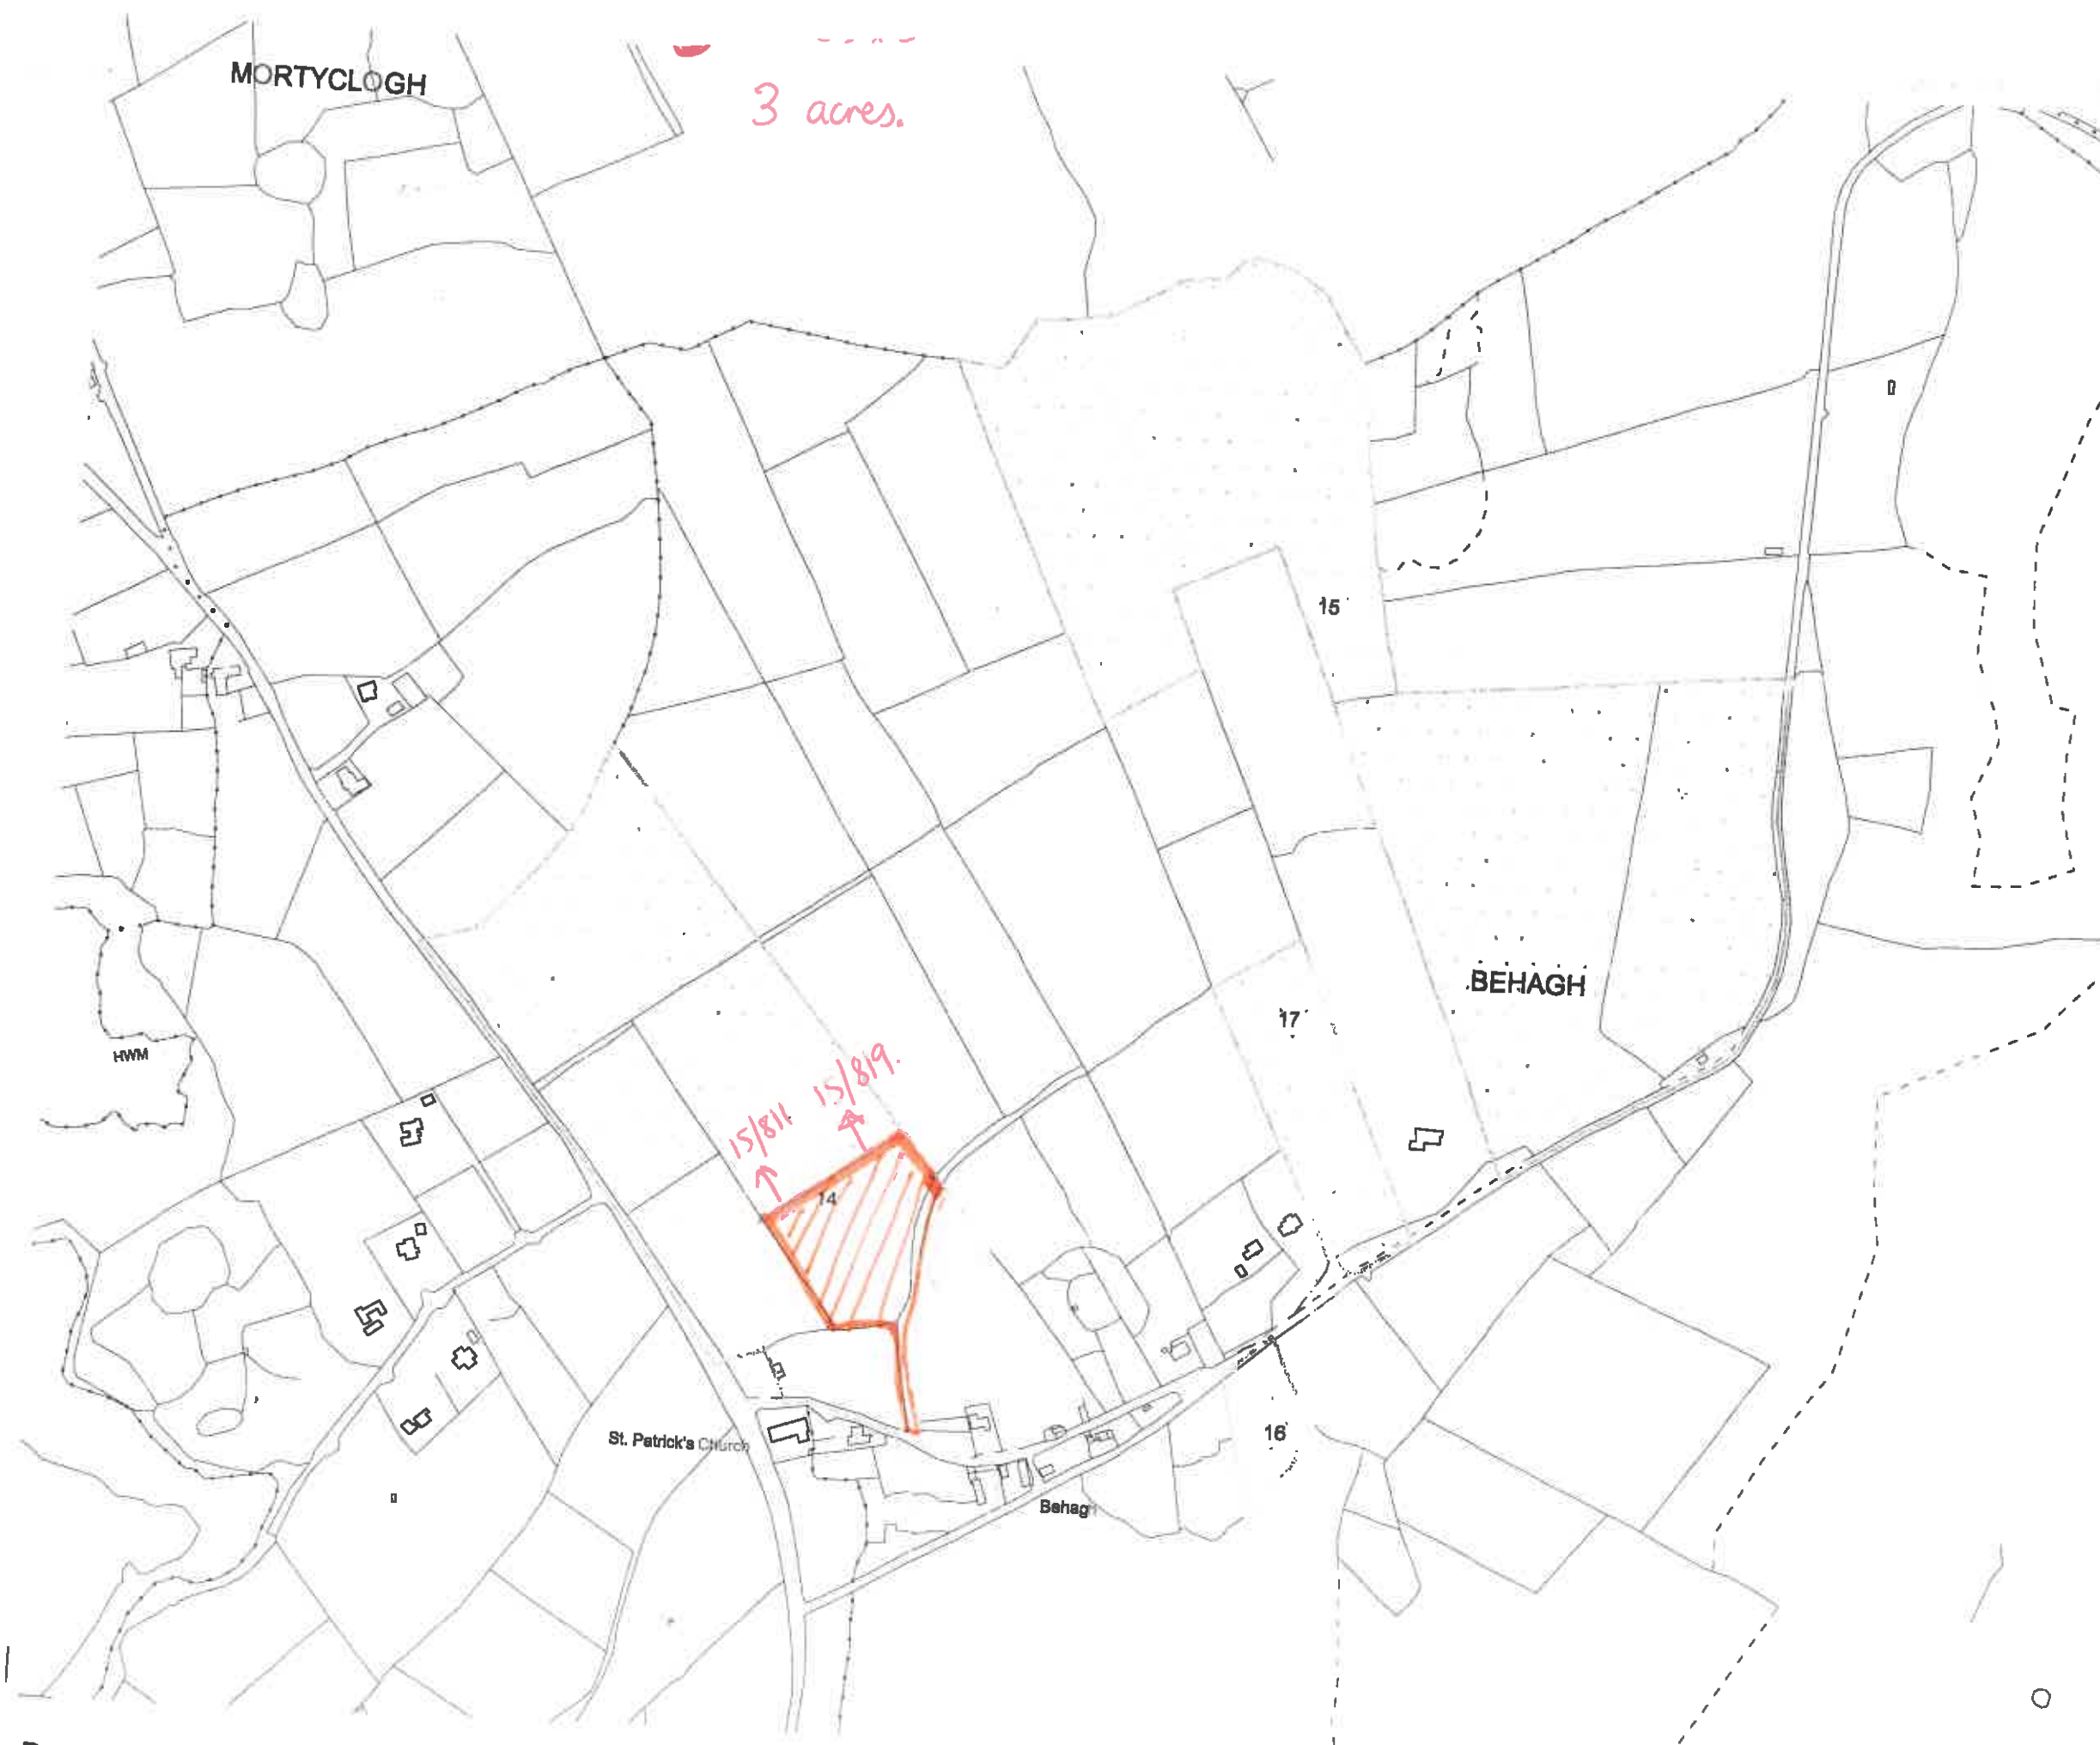 MORTYCLOGH
3 acres.
15
BEHAGH
17
HWM
15/811
15/819.
14
St. Patrick's Church
16
Behagh